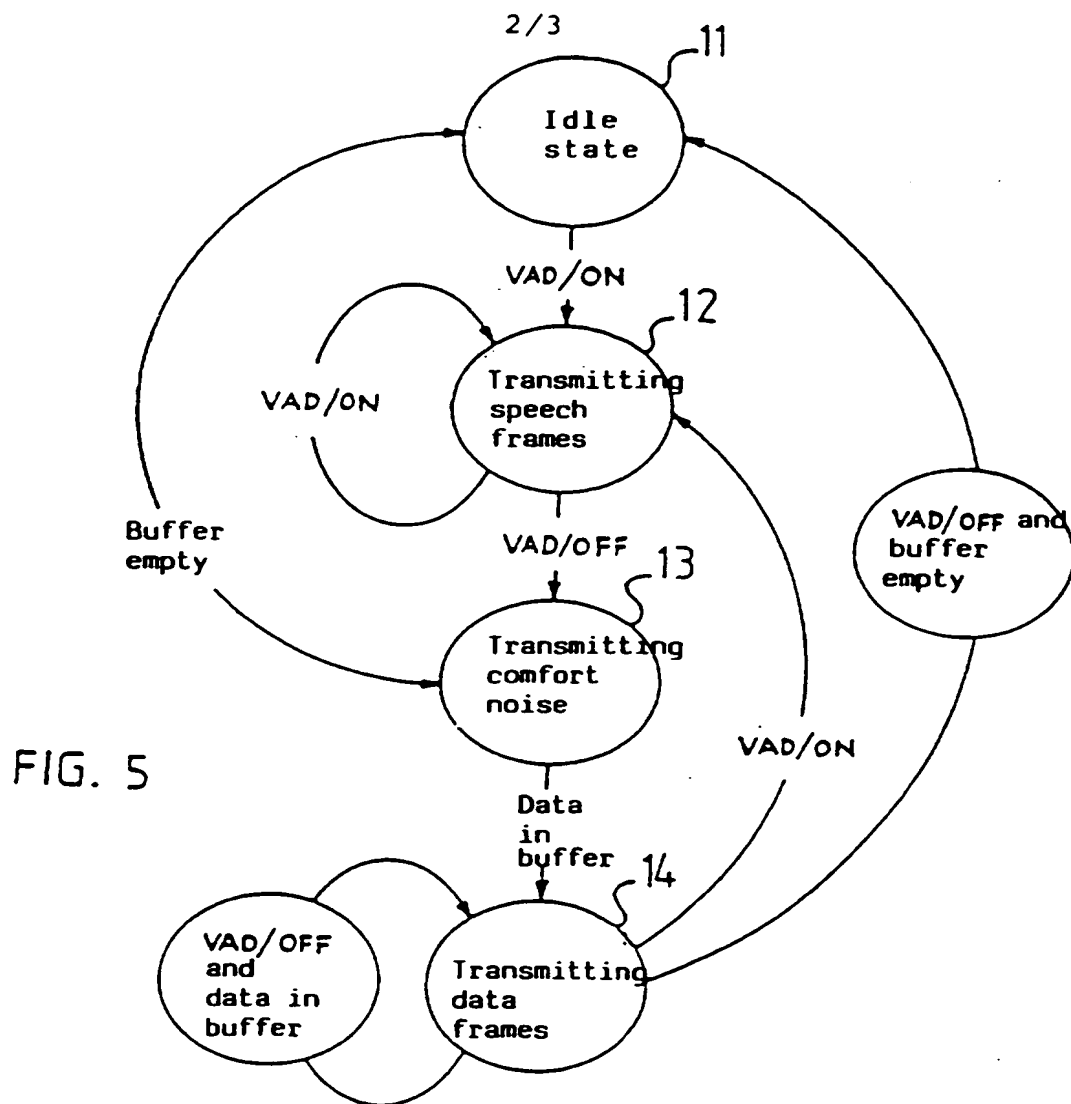 2/3
11
Idle
state
VAD/ON
12
Transmitting
speech
frames
VAD/ON
VAD/OFF and
buffer
empty
Buffer
empty
VAD/OFF
13
Transmitting
comfort
noise
VAD/ON
FIG. 5
Data
in
buffer
14
VAD/OFF
and
data in
buffer
Transmitting
data
frames